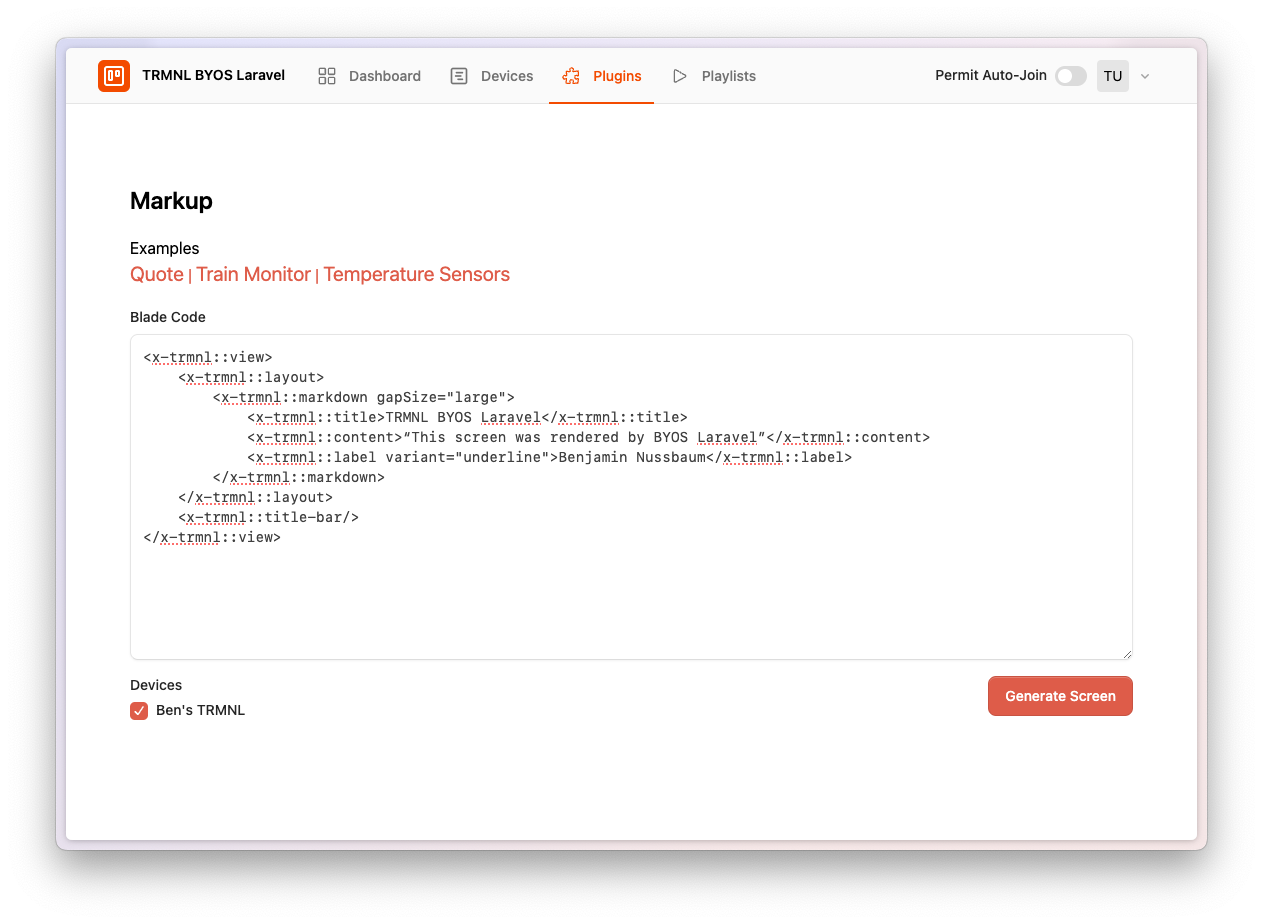 TRMNL BYOS Laravel Dashboard Devices Plugins Playlists Permit Auto-Join TU
Markup
Examples
Quote | Train Monitor | Temperature Sensors
Blade Code
<x-trmnl::view>
    <x-trmnl::layout>
        <x-trmnl::markdown gapSize="large">
            <x-trmnl::title>TRMNL BYOS Laravel</x-trmnl::title>
            <x-trmnl::content>“This screen was rendered by BYOS Laravel”</x-trmnl::content>
            <x-trmnl::label variant="underline">Benjamin Nussbaum</x-trmnl::label>
        </x-trmnl::markdown>
    </x-trmnl::layout>
    <x-trmnl::title-bar/>
</x-trmnl::view>
Devices
Ben's TRMNL
Generate Screen